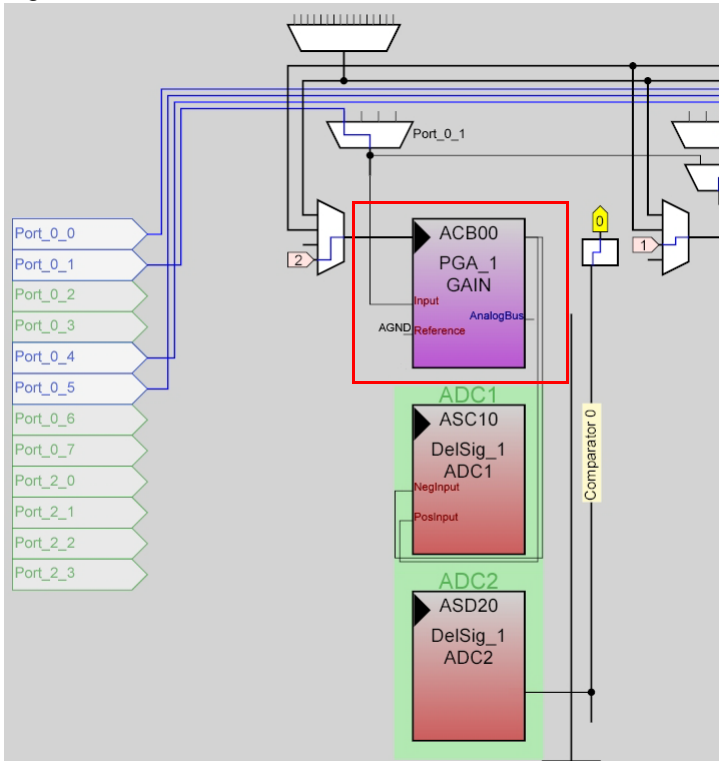 Port_0_1
Port_0_0
Port_0_1
Port_0_2
Port_0_3
Port_0_4
Port_0_5
Port_0_6
Port_0_7
Port_2_0
Port_2_1
Port_2_2
Port_2_3
2
ACB00
PGA_1
GAIN
Input
AnalogBus
AGND
Reference
0
1
Comparator 0
ADC1
ASC10
DelSig_1
ADC1
NegInput
PosInput
ADC2
ASD20
DelSig_1
ADC2